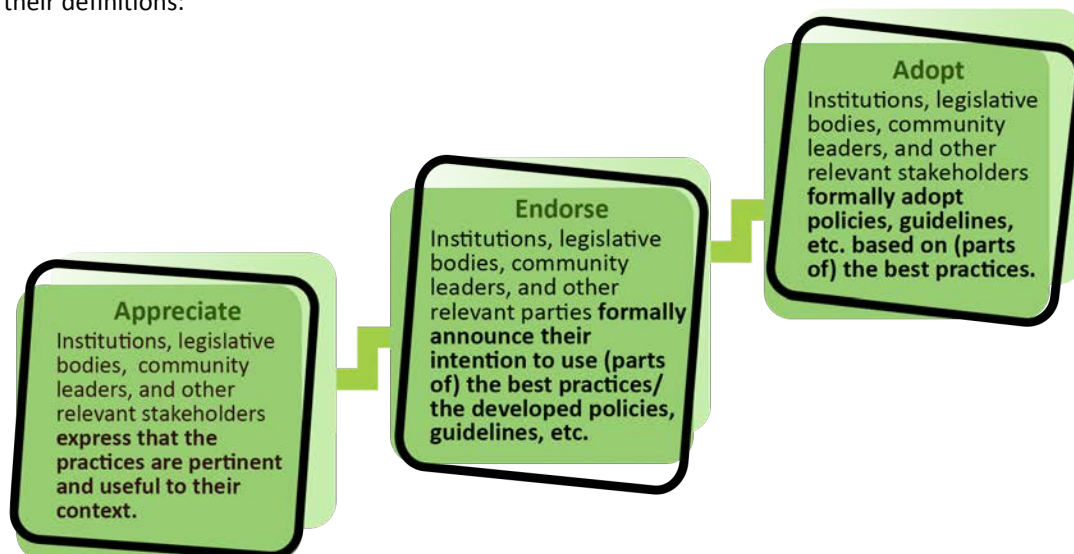 their definitions:
Appreciate
Institutions, legislative
bodies, community
leaders, and other
relevant stakeholders
express that the
practices are pertinent
and useful to their
context.
Endorse
Institutions, legislative
bodies, community
leaders, and other
relevant parties formally
announce their
intention to use (parts
of) the best practices/
the developed policies,
guidelines, etc.
Adopt
Institutions, legislative
bodies, community
leaders, and other
relevant stakeholders
formally adopt
policies, guidelines,
etc. based on (parts
of) the best practices.